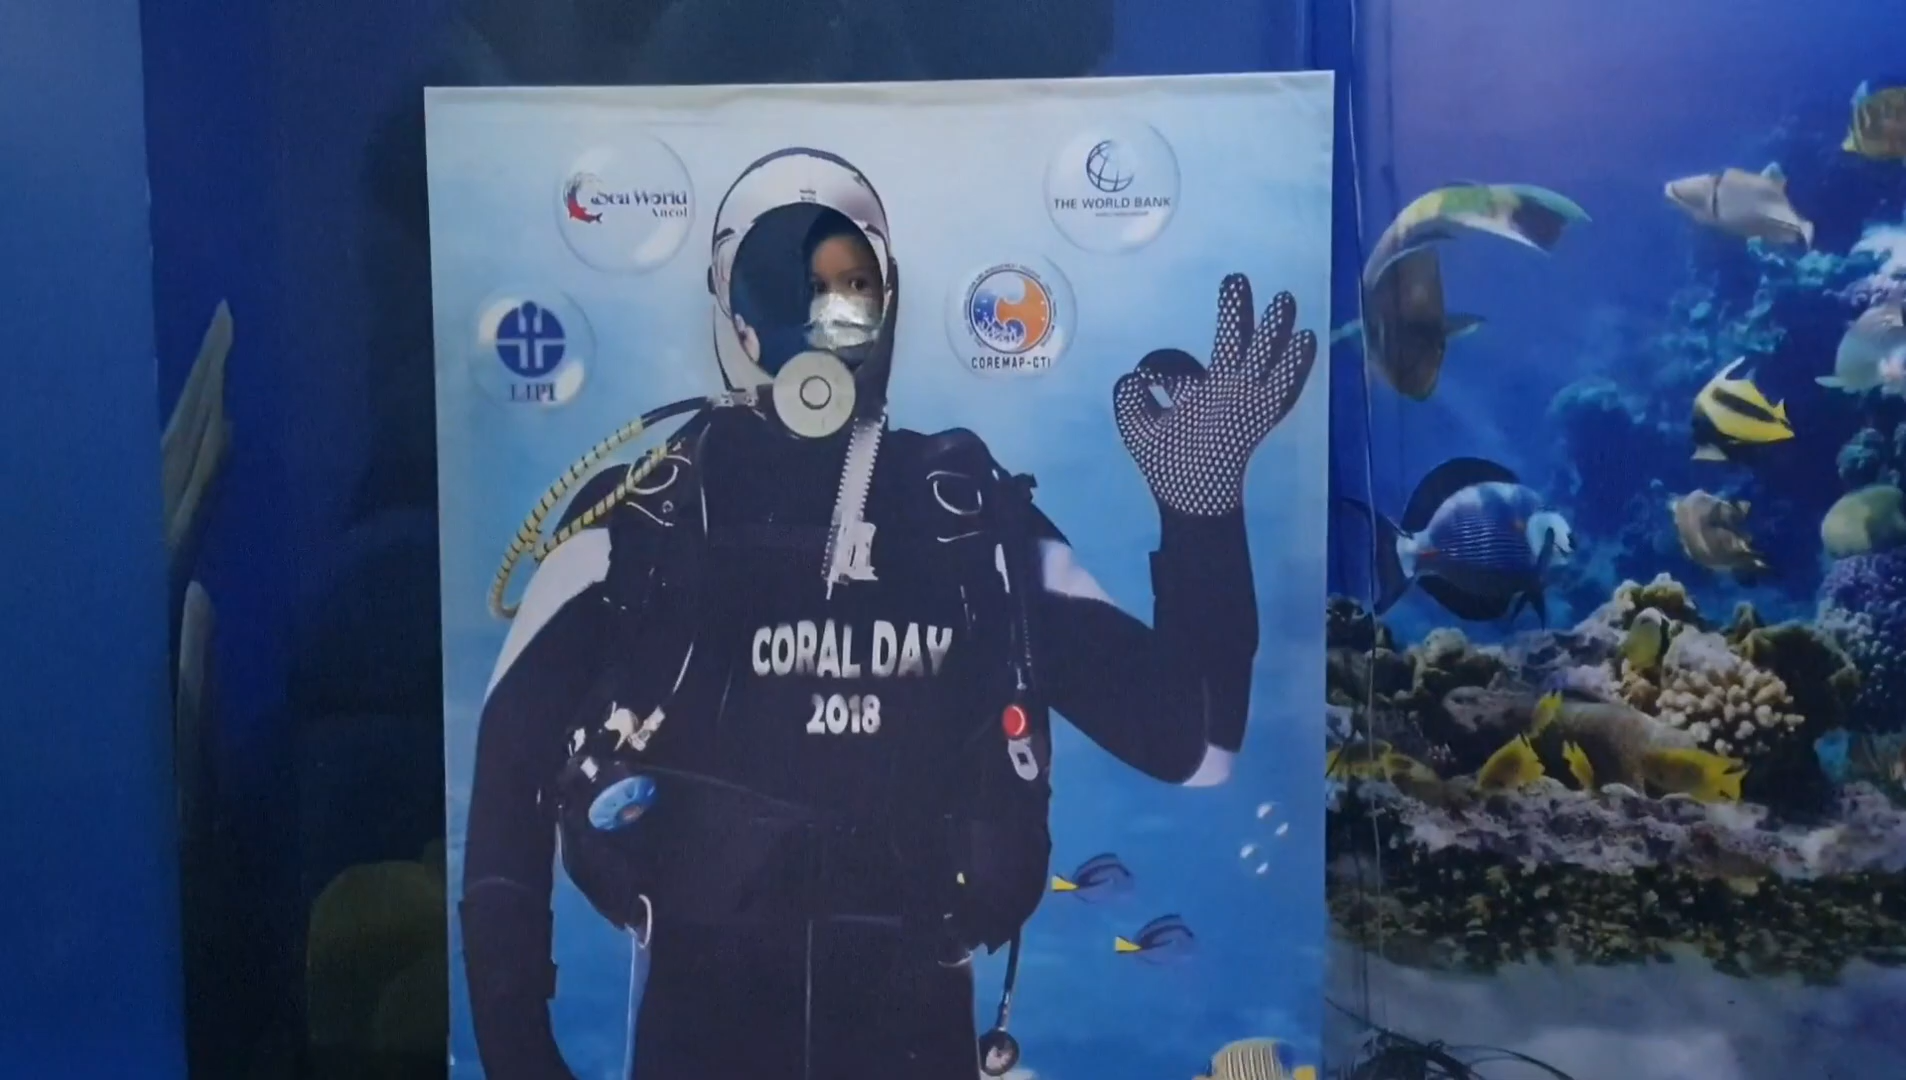 Sea World
Ancol
THE WORLD BANK
LIPI
COREMAP-CTI
CORAL DAY
2018